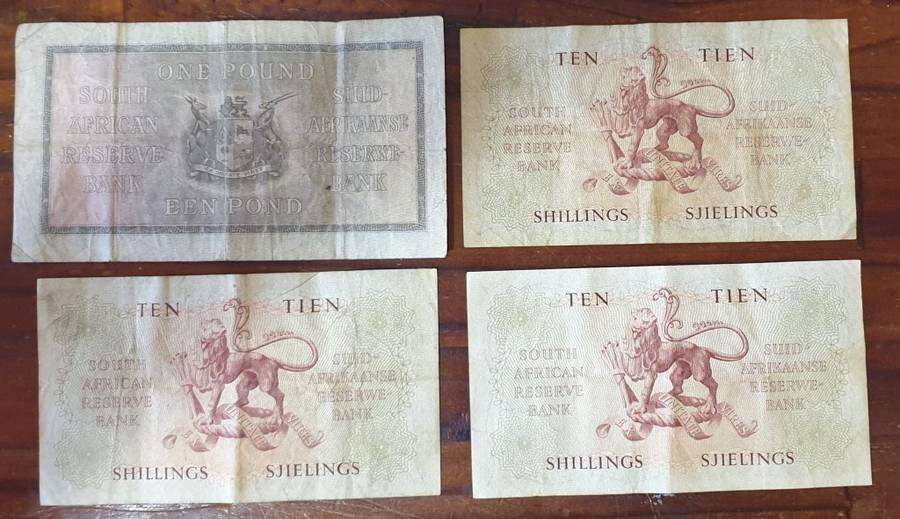 ONE POUND
SOUTH AFRICAN RESERVE BANK
SUID-AFRIKAANSE RESERWE-BANK
EEN POND
TEN TIEN
SOUTH AFRICAN RESERVE BANK
SUID-AFRIKAANSE RESERWE-BANK
SHILLINGS SJIELINGS
TEN TIEN
SOUTH AFRICAN RESERVE BANK
SUID-AFRIKAANSE RESERWE-BANK
SHILLINGS SJIELINGS
TEN TIEN
SOUTH AFRICAN RESERVE BANK
SUID-AFRIKAANSE RESERWE-BANK
SHILLINGS SJIELINGS